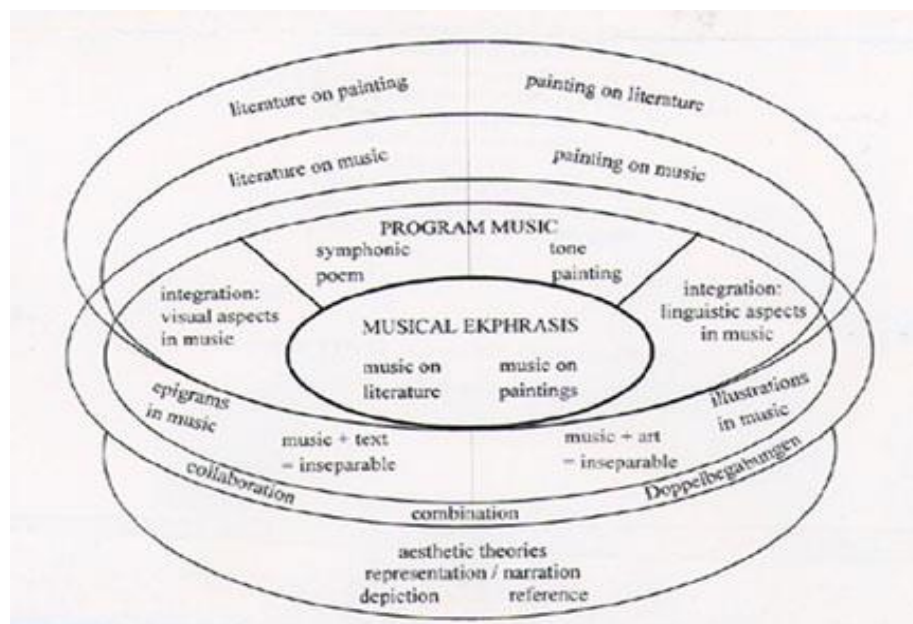 literature on painting
painting on literature
literature on music
painting on music
PROGRAM MUSIC
symphonic
poem
tone
painting
integration:
visual aspects
in music
integration:
linguistic aspects
in music
MUSICAL EKPHRASIS
music on
literature
music on
paintings
epigrams
in music
illustrations
in music
music + text
= inseparable
music + art
= inseparable
collaboration
combination
Doppelbegabungen
aesthetic theories
representation / narration
depiction reference